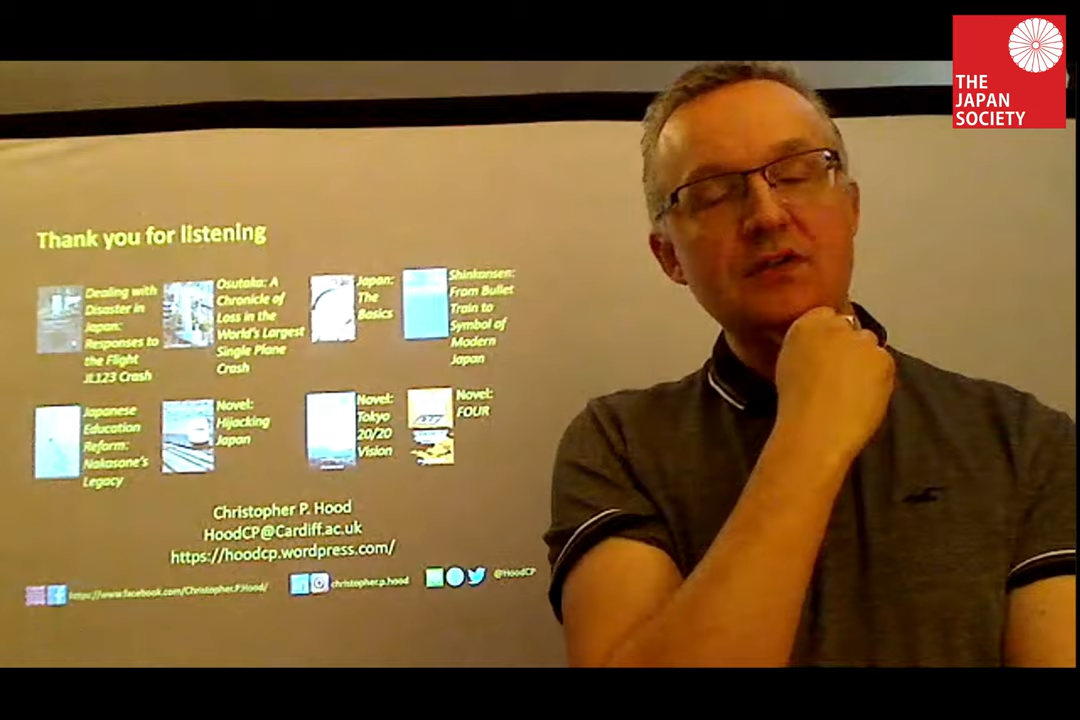 THE
JAPAN
SOCIETY
Thank you for listening
Dealing with
Disaster in
Japan:
Responses to
the Flight
JL123 Crash
Osutaka: A
Chronicle of
Loss in the
World's Largest
Single Plane
Crash
Japan:
The
Basics
Shinkansen:
From Bullet
Train to
Symbol of
Modern
Japan
Japanese
Education
Reform:
Nakasone's
Legacy
Novel:
Hijacking
Japan
Novel:
Tokyo
20/20
Vision
Novel:
FOUR
Christopher P. Hood
HoodCP@Cardiff.ac.uk
https://hoodcp.wordpress.com/
https://www.facebook.com/Christopher.P.Hood/
christopher.p.hood
@HoodCP